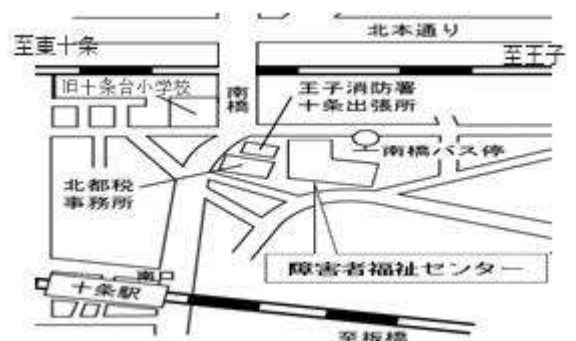 北本通り
至東十条
至王子
旧十条台小学校
南橋
王子消防署
十条出張所
南橋バス停
北都税
事務所
南口
障害者福祉センター
十条駅
至板橋